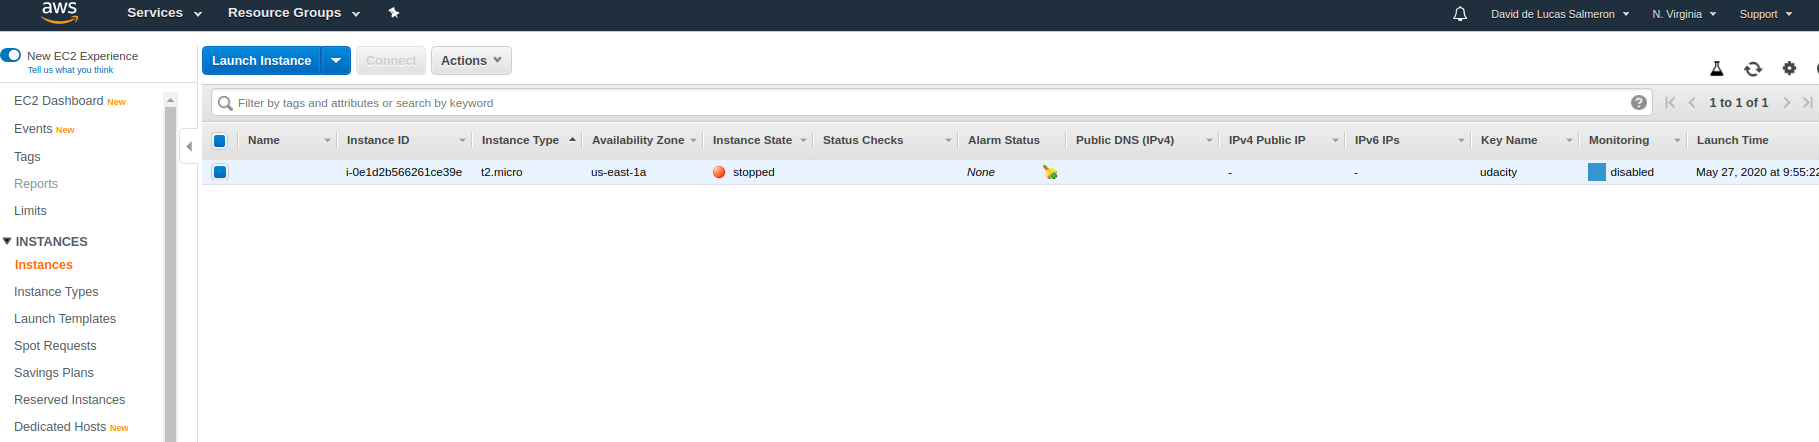 aws Services Resource Groups David de Lucas Salmeron N. Virginia Support
New EC2 Experience
Tell us what you think
Launch Instance Connect Actions
EC2 Dashboard New
Events New
Tags
Reports
Limits
INSTANCES
Instances
Instance Types
Launch Templates
Spot Requests
Savings Plans
Reserved Instances
Dedicated Hosts New
Filter by tags and attributes or search by keyword 1 to 1 of 1
Name Instance ID Instance Type Availability Zone Instance State Status Checks Alarm Status Public DNS (IPv4) IPv4 Public IP IPv6 IPs Key Name Monitoring Launch Time
i-0e1d2b566261ce39e t2.micro us-east-1a stopped None - - udacity disabled May 27, 2020 at 9:55:22